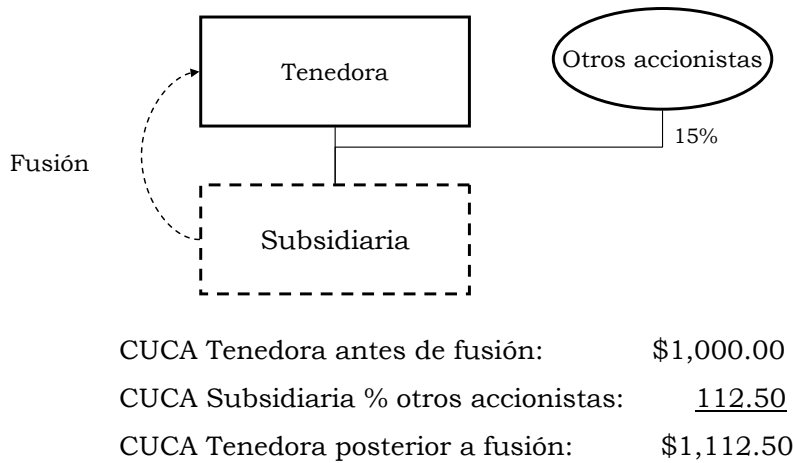 Tenedora
Otros accionistas
15%
Fusión
Subsidiaria
CUCA Tenedora antes de fusión: $1,000.00
CUCA Subsidiaria % otros accionistas: 112.50
CUCA Tenedora posterior a fusión: $1,112.50